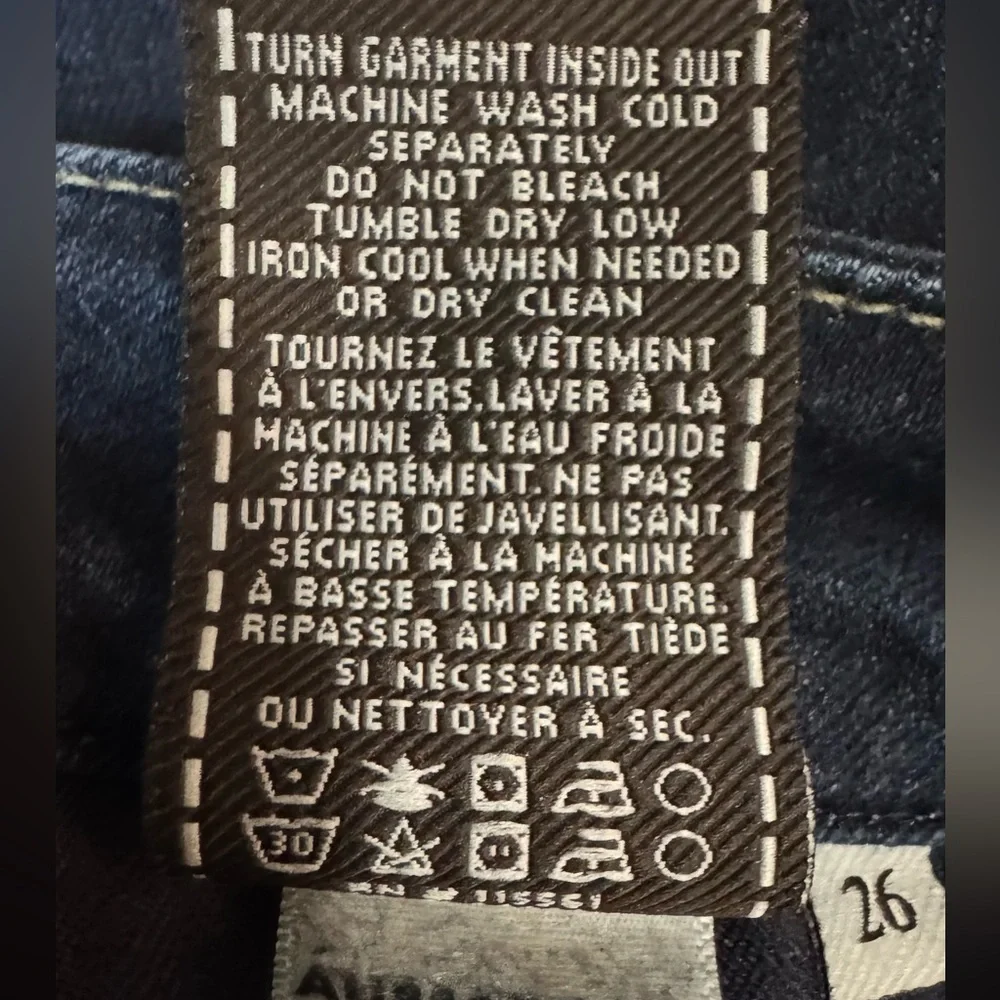 TURN GARMENT INSIDE OUT
MACHINE WASH COLD
SEPARATELY
DO NOT BLEACH
TUMBLE DRY LOW
IRON COOL WHEN NEEDED
OR DRY CLEAN
TOURNEZ LE VÊTEMENT
À L'ENVERS.LAVER À LA
MACHINE À L'EAU FROIDE
SÉPARÉMENT. NE PAS
UTILISER DE JAVELLISANT.
SÉCHER À LA MACHINE
À BASSE TEMPÉRATURE.
REPASSER AU FER TIÈDE
SI NÉCESSAIRE
OU NETTOYER À SEC.
30
26